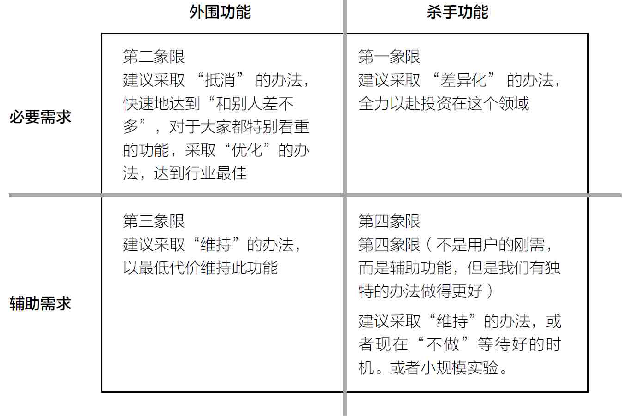 外围功能
杀手功能
必要需求
第二象限
建议采取 “抵消” 的办法，
快速地达到“和别人差不
多”，对于大家都特别看重
的功能，采取“优化”的办
法，达到行业最佳
第一象限
建议采取 “差异化” 的办法，
全力以赴投资在这个领域
辅助需求
第三象限
建议采取“维持”的办法，
以最低代价维持此功能
第四象限
第四象限（不是用户的刚需，
而是辅助功能，但是我们有独
特的办法做得更好）
建议采取“维持”的办法，或
者现在“不做”等待好的时
机。或者小规模实验。